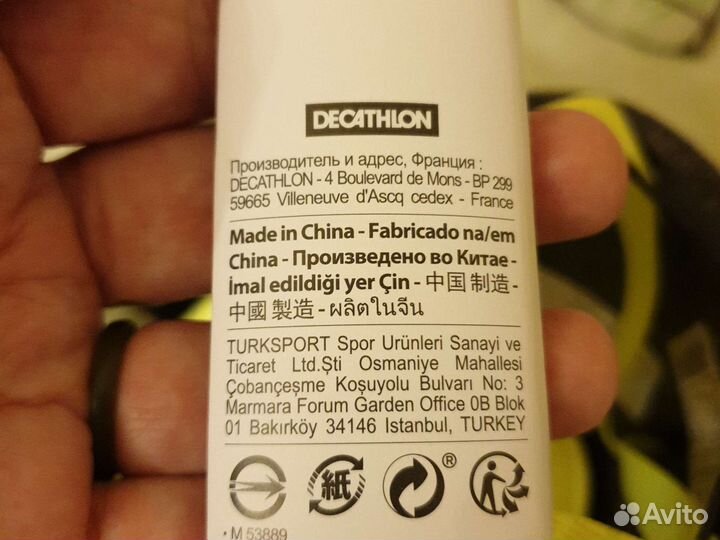 DECATHLON
Производитель и адрес, Франция :
DECATHLON - 4 Boulevard de Mons - BP 299
59665 Villeneuve d'Ascq cedex - France
Made in China - Fabricado na/em
China - Произведено во Китае -
İmal edildiği yer Çin - 中国 制造 -
中國 製造 - ผลิตในจีน
TURKSPORT Spor Urünleri Sanayi ve
Ticaret Ltd.Şti Osmaniye Mahallesi
Çobançeşme Koşuyolu Bulvarı No: 3
Marmara Forum Garden Office 0B Blok
01 Bakırköy 34146 Istanbul, TURKEY
紙 ®
• M 53889
Avito